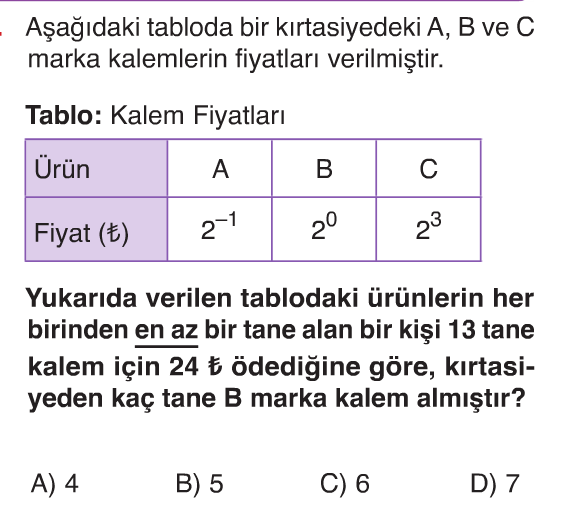 Aşağıdaki tabloda bir kırtasiyedeki A, B ve C
marka kalemlerin fiyatları verilmiştir.
Tablo: Kalem Fiyatları
Ürün A B C
Fiyat (₺) 2⁻¹ 2⁰ 2³
Yukarıda verilen tablodaki ürünlerin her
birinden en az bir tane alan bir kişi 13 tane
kalem için 24 ₺ ödediğine göre, kırtasi-
yeden kaç tane B marka kalem almıştır?
A) 4 B) 5 C) 6 D) 7